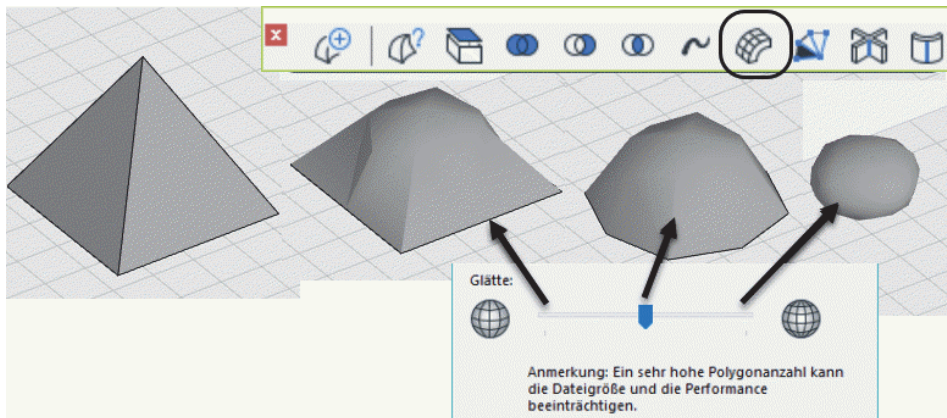 Glätte:
Anmerkung: Ein sehr hohe Polygonanzahl kann
die Dateigröße und die Performance
beeinträchtigen.